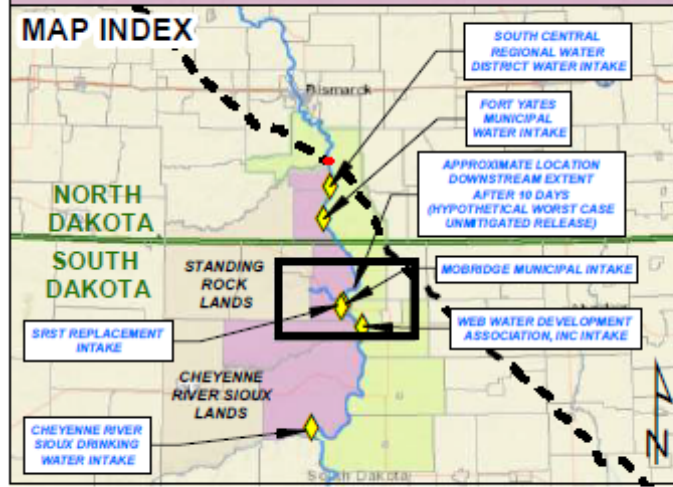 MAP INDEX
SOUTH CENTRAL
REGIONAL WATER
DISTRICT WATER INTAKE
Bismarck
FORT YATES
MUNICIPAL
WATER INTAKE
APPROXIMATE LOCATION
DOWNSTREAM EXTENT
AFTER 10 DAYS
(HYPOTHETICAL WORST CASE
UNMITIGATED RELEASE)
NORTH
DAKOTA
SOUTH
DAKOTA
STANDING
ROCK
LANDS
MOBRIDGE MUNICIPAL INTAKE
SRST REPLACEMENT
INTAKE
WEB WATER DEVELOPMENT
ASSOCIATION, INC INTAKE
CHEYENNE
RIVER SIOUX
LANDS
CHEYENNE RIVER
SIOUX DRINKING
WATER INTAKE
N
South Dakota